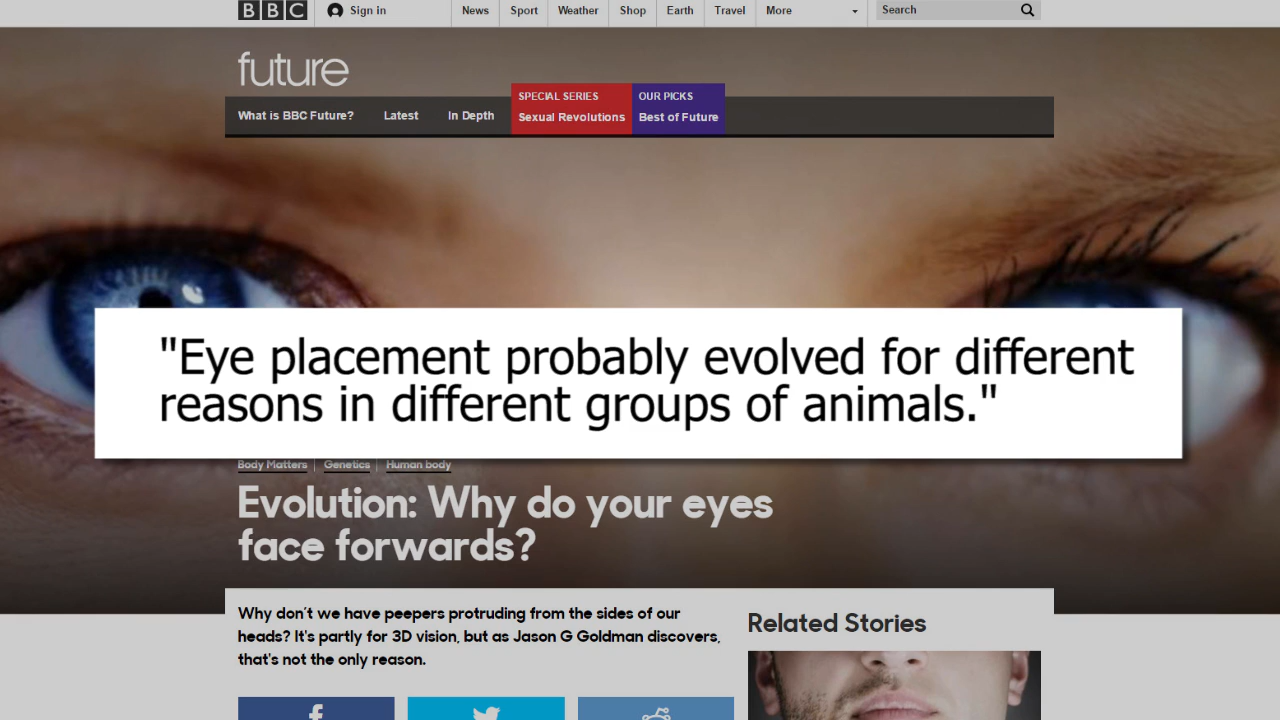 BBC Sign in News Sport Weather Shop Earth Travel More Search
future
SPECIAL SERIES OUR PICKS
What is BBC Future? Latest In Depth Sexual Revolutions Best of Future
"Eye placement probably evolved for different
reasons in different groups of animals."
Body Matters Genetics Human body
Evolution: Why do your eyes
face forwards?
Why don't we have peepers protruding from the sides of our
heads? It's partly for 3D vision, but as Jason G Goldman discovers,
that's not the only reason.
Related Stories